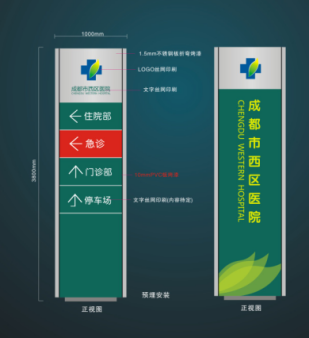 1000mm
1.5mm不锈钢板折弯烤漆
LOGO丝网印刷
成都市西区医院
文字丝网印刷
住院部
急诊
门诊部
停车场
文字丝网印刷(内容待定)
3600mm
预埋安装
正视图
成都市西区医院
CHENGDU WESTERN HOSPITAL
正视图